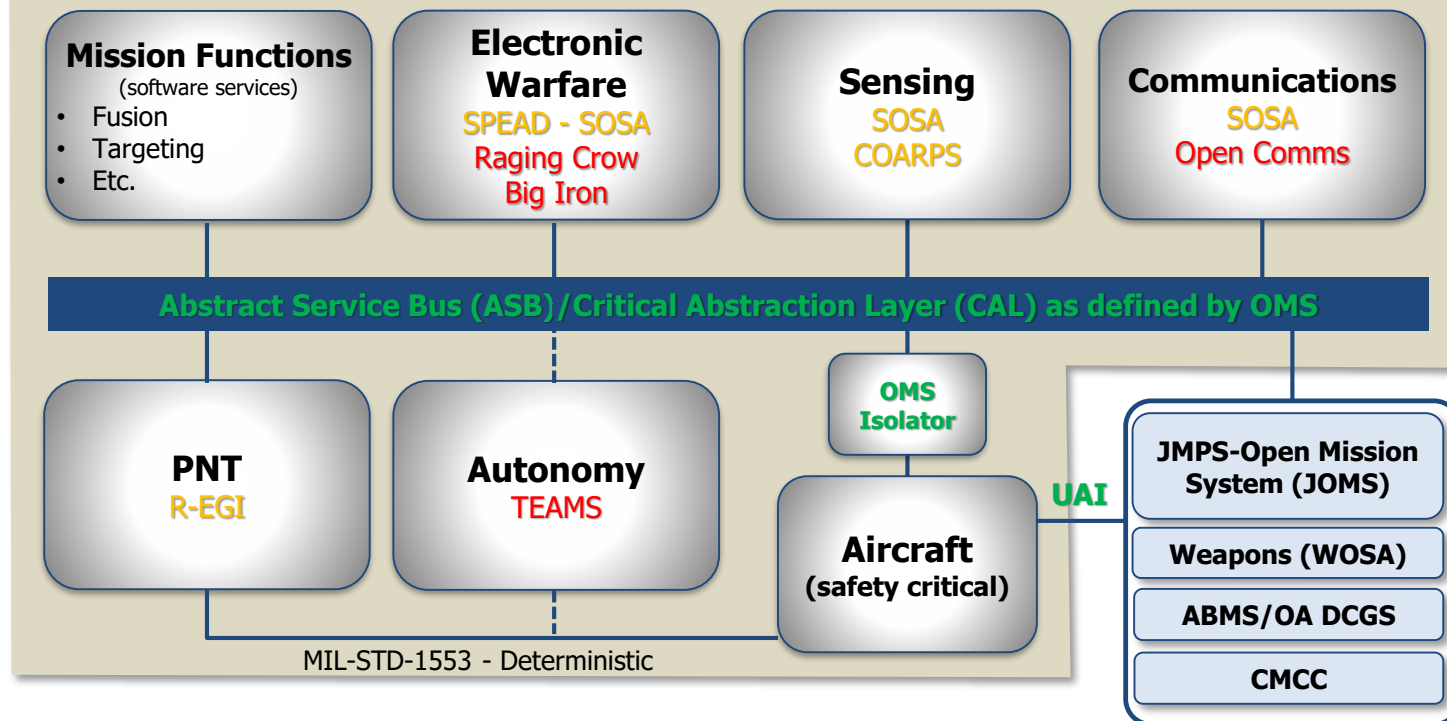 Mission Functions
(software services)
• Fusion
• Targeting
• Etc.
Electronic
Warfare
SPEAD - SOSA
Raging Crow
Big Iron
Sensing
SOSA
COARPS
Communications
SOSA
Open Comms
Abstract Service Bus (ASB)/Critical Abstraction Layer (CAL) as defined by OMS
PNT
R-EGI
Autonomy
TEAMS
OMS
Isolator
Aircraft
(safety critical)
UAI
JMPS-Open Mission
System (JOMS)
Weapons (WOSA)
ABMS/OA DCGS
CMCC
MIL-STD-1553 - Deterministic